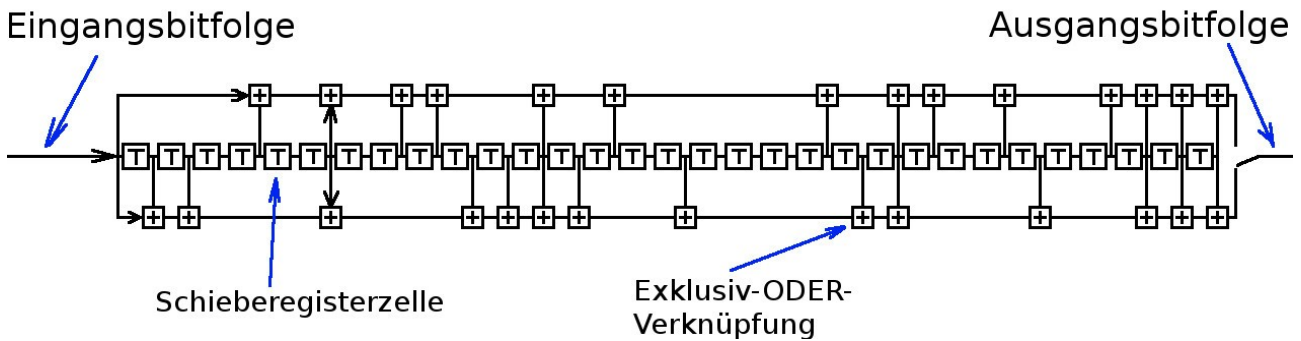 Eingangsbitfolge
Ausgangsbitfolge
+ + + + + + + + + + + + + +
T T T T T T T T T T T T T T T T T T T T T T T T T T T T T T T
+ + + + + + + + + + + + + +
Schieberegisterzelle
Exklusiv-ODER-
Verknüpfung